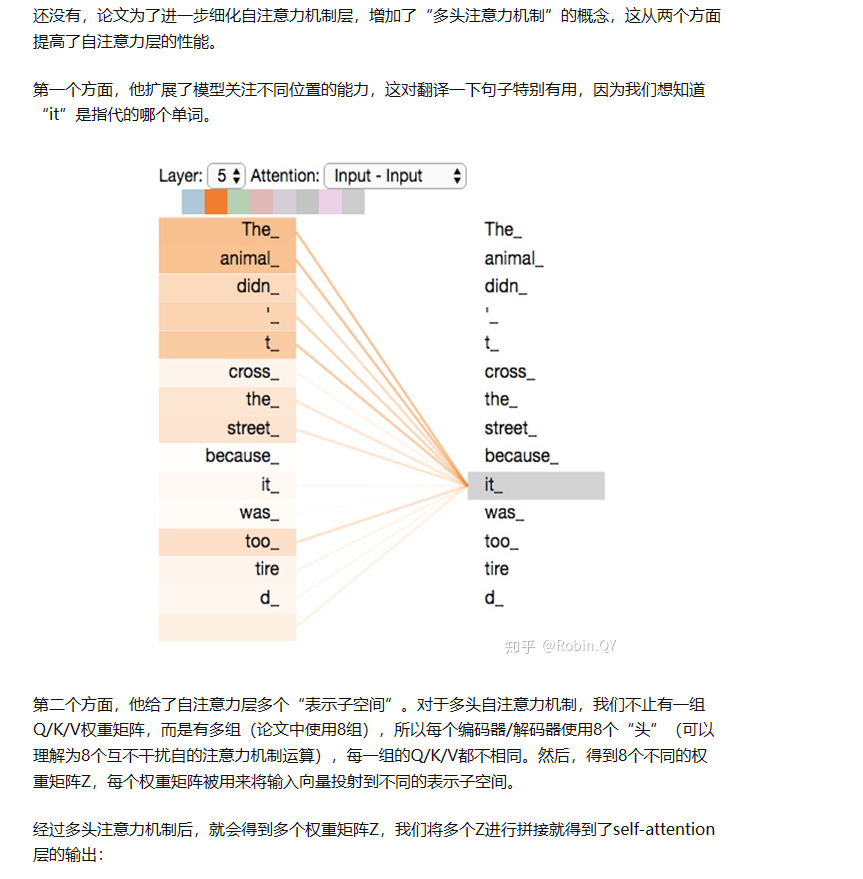 还没有，论文为了进一步细化自注意力机制层，增加了“多头注意力机制”的概念，这从两个方面
提高了自注意力层的性能。
第一个方面，他扩展了模型关注不同位置的能力，这对翻译一下句子特别有用，因为我们想知道
“it”是指代的哪个单词。
Layer: 5 Attention: Input - Input
The_ The_
animal_ animal_
didn_ didn_
'_ '_
t_ t_
cross_ cross_
the_ the_
street_ street_
because_ because_
it_ it_
was_ was_
too_ too_
tire tire
d_ d_
知乎 @Robin.QY
第二个方面，他给了自注意力层多个“表示子空间”。对于多头自注意力机制，我们不止有一组
Q/K/V权重矩阵，而是有多组（论文中使用8组），所以每个编码器/解码器使用8个“头”（可以
理解为8个互不干扰自的注意力机制运算），每一组的Q/K/V都不相同。然后，得到8个不同的权
重矩阵Z，每个权重矩阵被用来将输入向量投射到不同的表示子空间。
经过多头注意力机制后，就会得到多个权重矩阵Z，我们将多个Z进行拼接就得到了self-attention
层的输出：